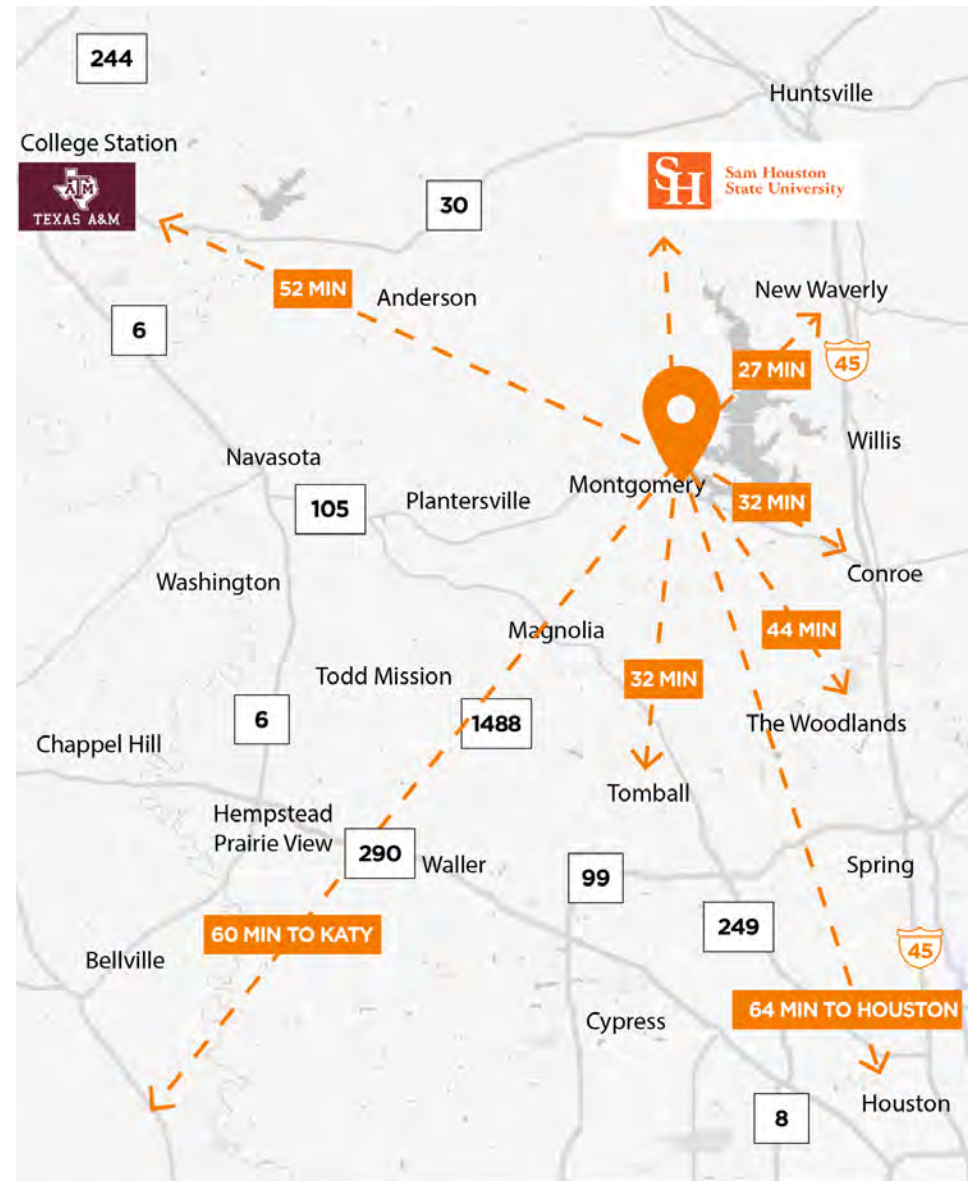 244
Huntsville
College Station
ĀM
TEXAS A&M
SH
Sam Houston
State University
30
52 MIN
Anderson
New Waverly
6
27 MIN
45
Willis
Navasota
Montgomery
105
Plantersville
32 MIN
Washington
Conroe
Magnolia
44 MIN
Todd Mission
32 MIN
6
1488
The Woodlands
Chappel Hill
Tomball
Hempstead
Prairie View
290
Waller
99
Spring
60 MIN TO KATY
249
45
Bellville
64 MIN TO HOUSTON
Cypress
8
Houston